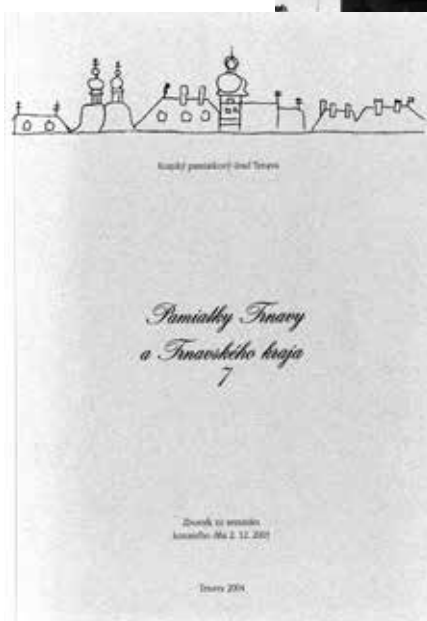 Krajský pamiatkový úrad Trnava
Pamiatky Trnavy
a Trnavského kraja
7
Zborník zo seminára
konaného dňa 2. 12. 2003
Trnava 2004